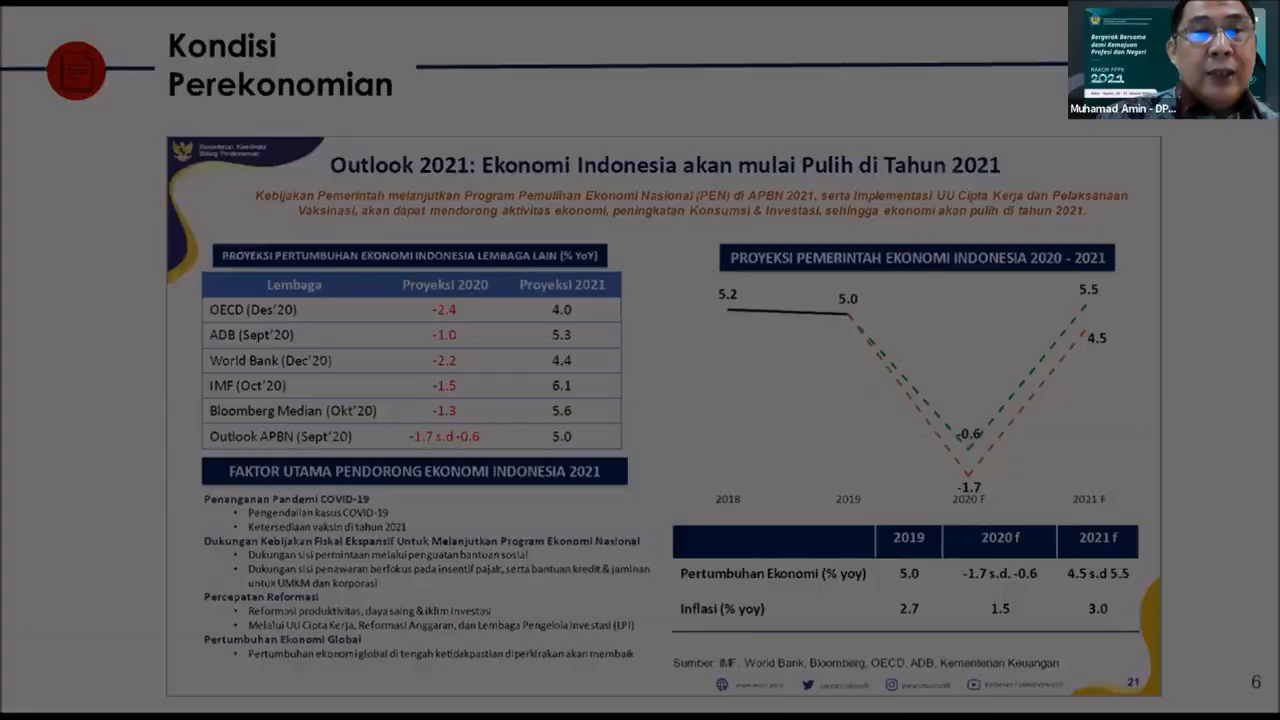 Kondisi
Perekonomian
Bergerak Bersama
demi Kemajuan
Profesi dan Negeri
2021
Muhamad Amin - DP...
Kementerian Koordinator
Bidang Perekonomian
Outlook 2021: Ekonomi Indonesia akan mulai Pulih di Tahun 2021
Kebijakan Pemerintah melanjutkan Program Pemulihan Ekonomi Nasional (PEN) di APBN 2021, serta Implementasi UU Cipta Kerja dan Pelaksanaan
Vaksinasi, akan dapat mendorong aktivitas ekonomi, peningkatan Konsumsi & Investasi, sehingga ekonomi akan pulih di tahun 2021.
PROYEKSI PERTUMBUHAN EKONOMI INDONESIA LEMBAGA LAIN (% YoY)
Lembaga Proyeksi 2020 Proyeksi 2021
OECD (Des'20) -2.4 4.0
ADB (Sept'20) -1.0 5.3
World Bank (Dec'20) -2.2 4.4
IMF (Oct'20) -1.5 6.1
Bloomberg Median (Okt'20) -1.3 5.6
Outlook APBN (Sept'20) -1.7 s.d -0.6 5.0
FAKTOR UTAMA PENDORONG EKONOMI INDONESIA 2021
Penanganan Pandemi COVID-19
• Pengendalian kasus COVID-19
• Ketersediaan vaksin di tahun 2021
Dukungan Kebijakan Fiskal Ekspansif Untuk Melanjutkan Program Ekonomi Nasional
• Dukungan sisi permintaan melalui penguatan bantuan sosial
• Dukungan sisi penawaran berfokus pada insentif pajak, serta bantuan kredit & jaminan
untuk UMKM dan korporasi
Percepatan Reformasi
• Reformasi produktivitas, daya saing & iklim investasi
• Melalui UU Cipta Kerja, Reformasi Anggaran, dan Lembaga Pengelola Investasi (LPI)
Pertumbuhan Ekonomi Global
• Pertumbuhan ekonomi global di tengah ketidakpastian diperkirakan akan membaik
PROYEKSI PEMERINTAH EKONOMI INDONESIA 2020 - 2021
5.2 5.0 5.5
4.5
-0.6
-1.7
2018 2019 2020 F 2021 F
2019 2020 f 2021 f
Pertumbuhan Ekonomi (% yoy) 5.0 -1.7 s.d. -0.6 4.5 s.d 5.5
Inflasi (% yoy) 2.7 1.5 3.0
Sumber: IMF, World Bank, Bloomberg, OECD, ADB, Kementerian Keuangan
21
6